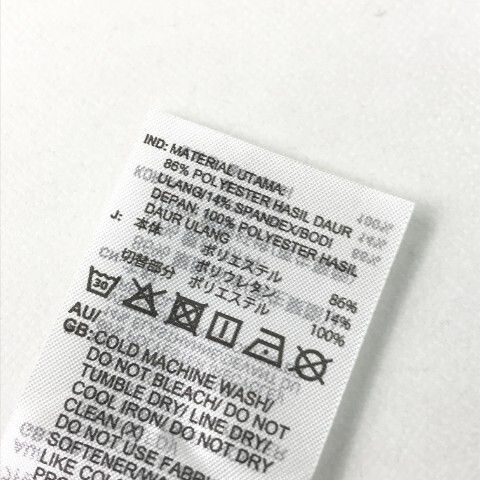 IND: MATERIAL UTAMA:
86% POLYESTER HASIL DAUR
ULANG/14% SPANDEX/BODI
DEPAN: 100% POLYESTER HASIL
DAUR ULANG
J: 本体 ポリエステル 86%
ポリウレタン 14%
切替部分 ポリエステル 100%
30
AU/
GB: COLD MACHINE WASH/
DO NOT BLEACH/ DO NOT
TUMBLE DRY/ LINE DRY/
COOL IRON/ DO NOT DRY
CLEAN (X)
DO NOT USE FABRIC
SOFTENER/
LIKE